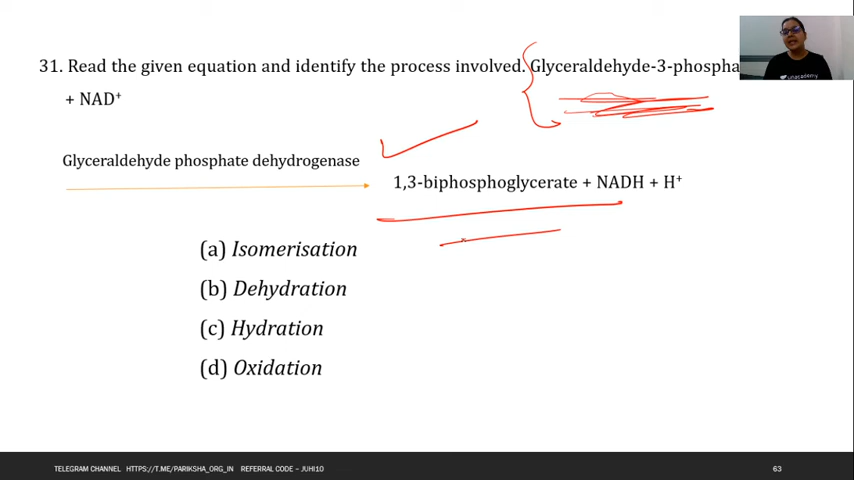 31. Read the given equation and identify the process involved. Glyceraldehyde-3-phospha
+ NAD⁺
Glyceraldehyde phosphate dehydrogenase
1,3-biphosphoglycerate + NADH + H⁺
(a) Isomerisation
(b) Dehydration
(c) Hydration
(d) Oxidation
TELEGRAM CHANNEL HTTPS://T.ME/PARIKSHA_ORG_IN REFERRAL CODE – JUHI10
63
unacademy